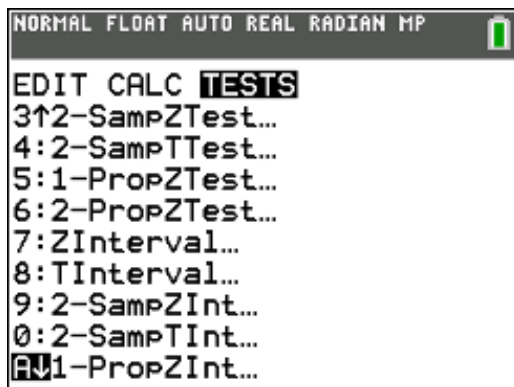 NORMAL FLOAT AUTO REAL RADIAN MP
EDIT CALC TESTS
3↑2-SampZTest…
4:2-SampTTest…
5:1-PropZTest…
6:2-PropZTest…
7:ZInterval…
8:TInterval…
9:2-SampZInt…
0:2-SampTInt…
A↓1-PropZInt…